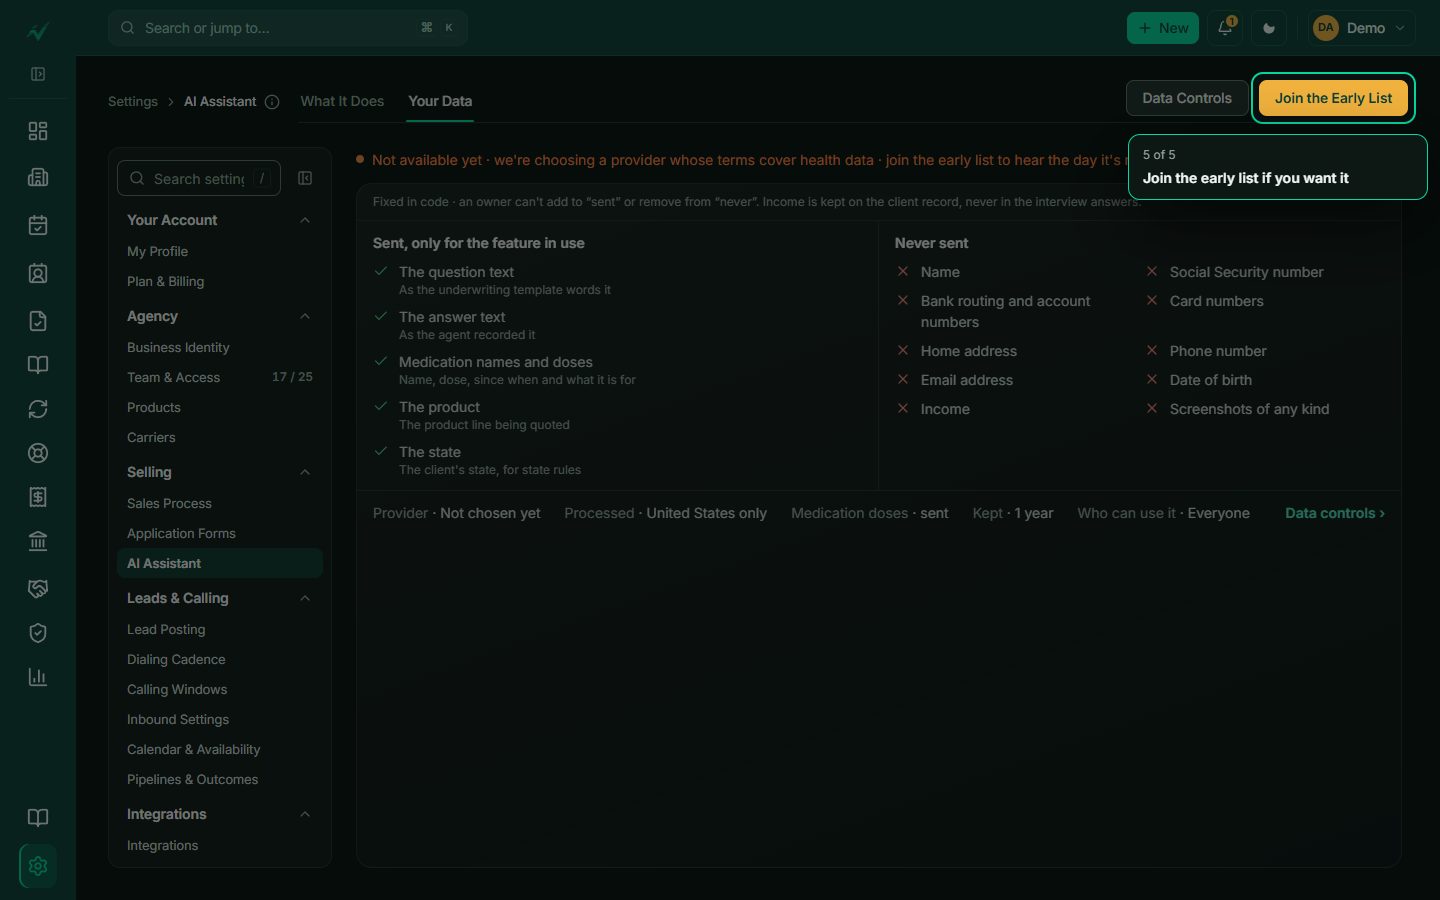 Search or jump to...
⌘ K
New
1
DA
Demo
Settings
AI Assistant
What It Does
Your Data
Data Controls
Join the Early List
5 of 5
Join the early list if you want it
Search setting
/
Your Account
My Profile
Plan & Billing
Agency
Business Identity
Team & Access 17 / 25
Products
Carriers
Selling
Sales Process
Application Forms
AI Assistant
Leads & Calling
Lead Posting
Dialing Cadence
Calling Windows
Inbound Settings
Calendar & Availability
Pipelines & Outcomes
Integrations
Integrations
Not available yet · we're choosing a provider whose terms cover health data · join the early list to hear the day it's
Fixed in code · an owner can't add to “sent” or remove from “never”. Income is kept on the client record, never in the interview answers.
Sent, only for the feature in use
The question text
As the underwriting template words it
The answer text
As the agent recorded it
Medication names and doses
Name, dose, since when and what it is for
The product
The product line being quoted
The state
The client's state, for state rules
Never sent
Name
Social Security number
Bank routing and account
numbers
Card numbers
Home address
Phone number
Email address
Date of birth
Income
Screenshots of any kind
Provider · Not chosen yet
Processed · United States only
Medication doses · sent
Kept · 1 year
Who can use it · Everyone
Data controls ›